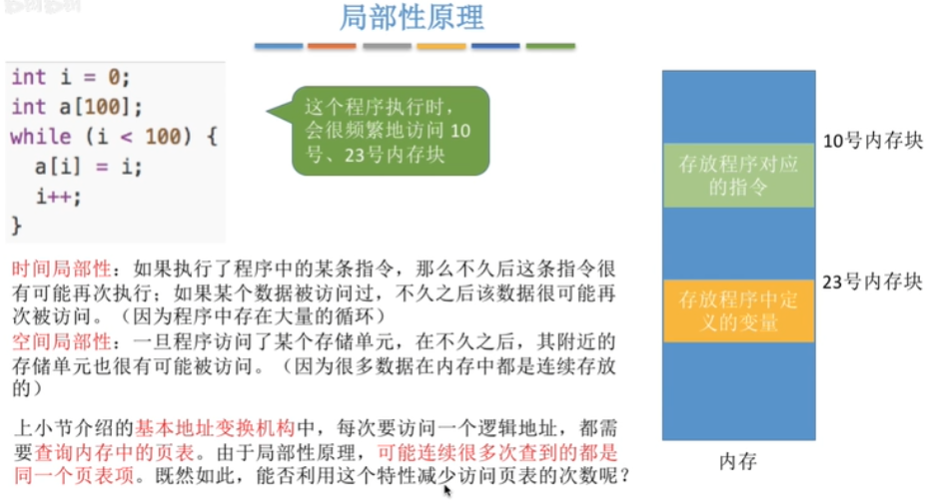 局部性原理
int i = 0;
int a[100];
while (i < 100) {
a[i] = i;
i++;
}
这个程序执行时，
会很频繁地访问 10
号、23号内存块
10号内存块
存放程序对应
的指令
23号内存块
存放程序中定
义的变量
内存
时间局部性：如果执行了程序中的某条指令，那么不久后这条指令很
有可能再次执行；如果某个数据被访问过，不久之后该数据很可能再
次被访问。（因为程序中存在大量的循环）
空间局部性：一旦程序访问了某个存储单元，在不久之后，其附近的
存储单元也很有可能被访问。（因为很多数据在内存中都是连续存放
的）
上小节介绍的基本地址变换机构中，每次要访问一个逻辑地址，都需
要查询内存中的页表。由于局部性原理，可能连续很多次查到的都是
同一个页表项。既然如此，能否利用这个特性减少访问页表的次数呢？